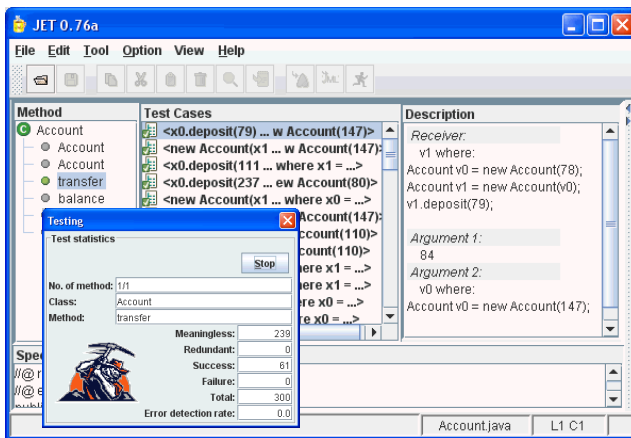 JET 0.76a
File Edit Tool Option View Help
Method
Account
Account
Account
transfer
balance
Test Cases
<x0.deposit(79) ... w Account(147)>
<new Account(x1 ... w Account(147)>
<x0.deposit(111 ... where x1 = ...>
<x0.deposit(237 ... ew Account(80)>
<new Account(x1 ... where x0 = ...>
Account(147)>
count(110)>
count(110)>
ere x1 = ...>
ere x1 = ...>
ere x0 = ...>
re x0 = ...>
Description
Receiver:
v1 where:
Account v0 = new Account(78);
Account v1 = new Account(v0);
v1.deposit(79);
Argument 1:
84
Argument 2:
v0 where:
Account v0 = new Account(147);
Testing
Test statistics
Stop
No. of method: 1/1
Class: Account
Method: transfer
Meaningless: 239
Redundant: 0
Success: 61
Failure: 0
Total: 300
Error detection rate: 0.0
Spe
//@ r
//@ e
Account.java L1 C1